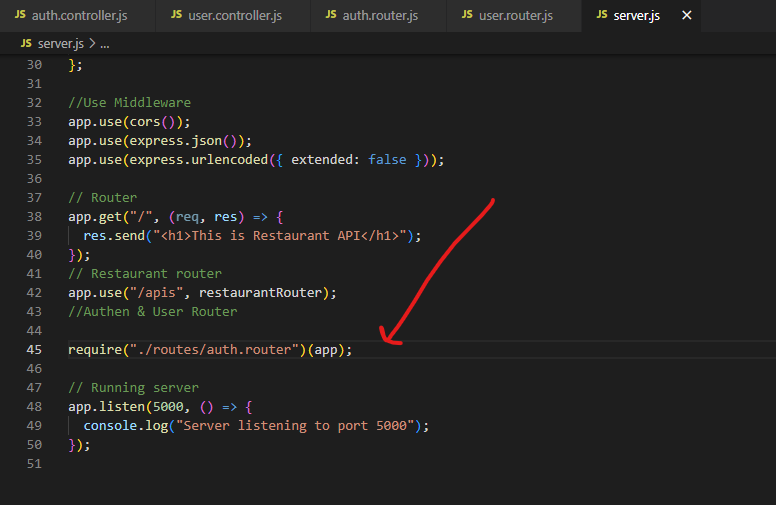 JS auth.controller.js JS user.controller.js JS auth.router.js JS user.router.js JS server.js ✕
JS server.js > ...
30 };
31
32 //Use Middleware
33 app.use(cors());
34 app.use(express.json());
35 app.use(express.urlencoded({ extended: false }));
36
37 // Router
38 app.get("/", (req, res) => {
39   res.send("<h1>This is Restaurant API</h1>");
40 });
41 // Restaurant router
42 app.use("/apis", restaurantRouter);
43 //Authen & User Router
44
45 require("./routes/auth.router")(app);
46
47 // Running server
48 app.listen(5000, () => {
49   console.log("Server listening to port 5000");
50 });
51